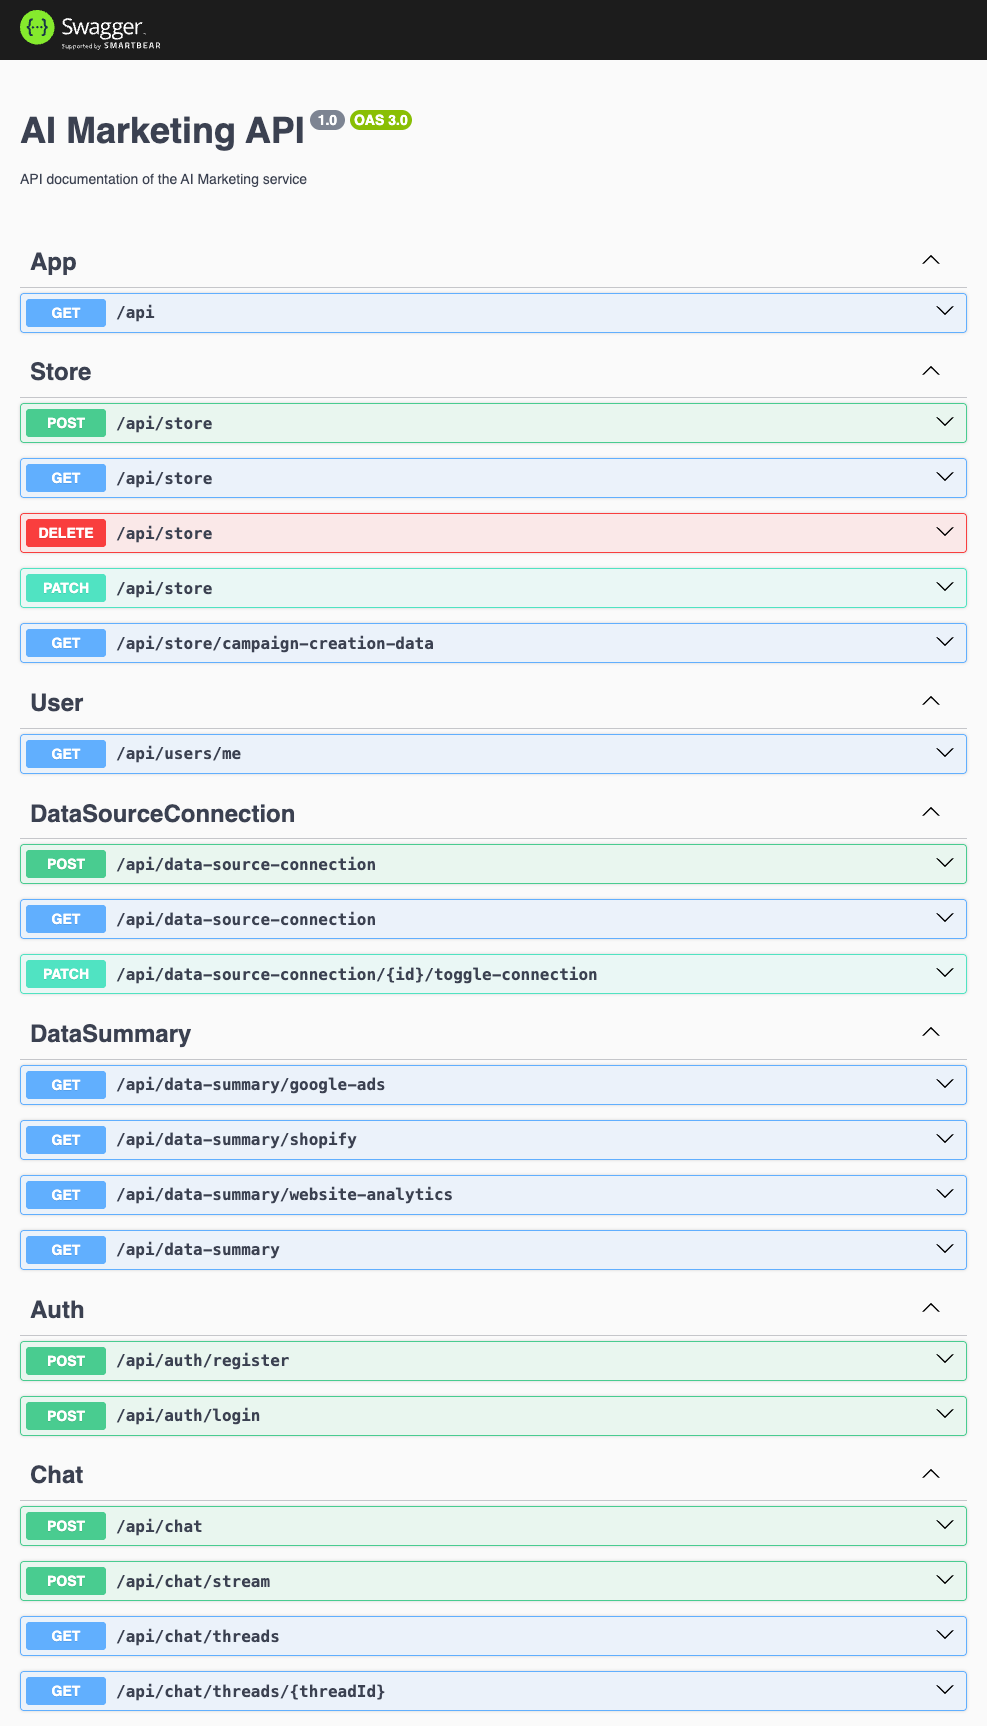 Swagger.
Supported by SMARTBEAR
AI Marketing API 1.0 OAS 3.0
API documentation of the AI Marketing service
App
GET /api
Store
POST /api/store
GET /api/store
DELETE /api/store
PATCH /api/store
GET /api/store/campaign-creation-data
User
GET /api/users/me
DataSourceConnection
POST /api/data-source-connection
GET /api/data-source-connection
PATCH /api/data-source-connection/{id}/toggle-connection
DataSummary
GET /api/data-summary/google-ads
GET /api/data-summary/shopify
GET /api/data-summary/website-analytics
GET /api/data-summary
Auth
POST /api/auth/register
POST /api/auth/login
Chat
POST /api/chat
POST /api/chat/stream
GET /api/chat/threads
GET /api/chat/threads/{threadId}